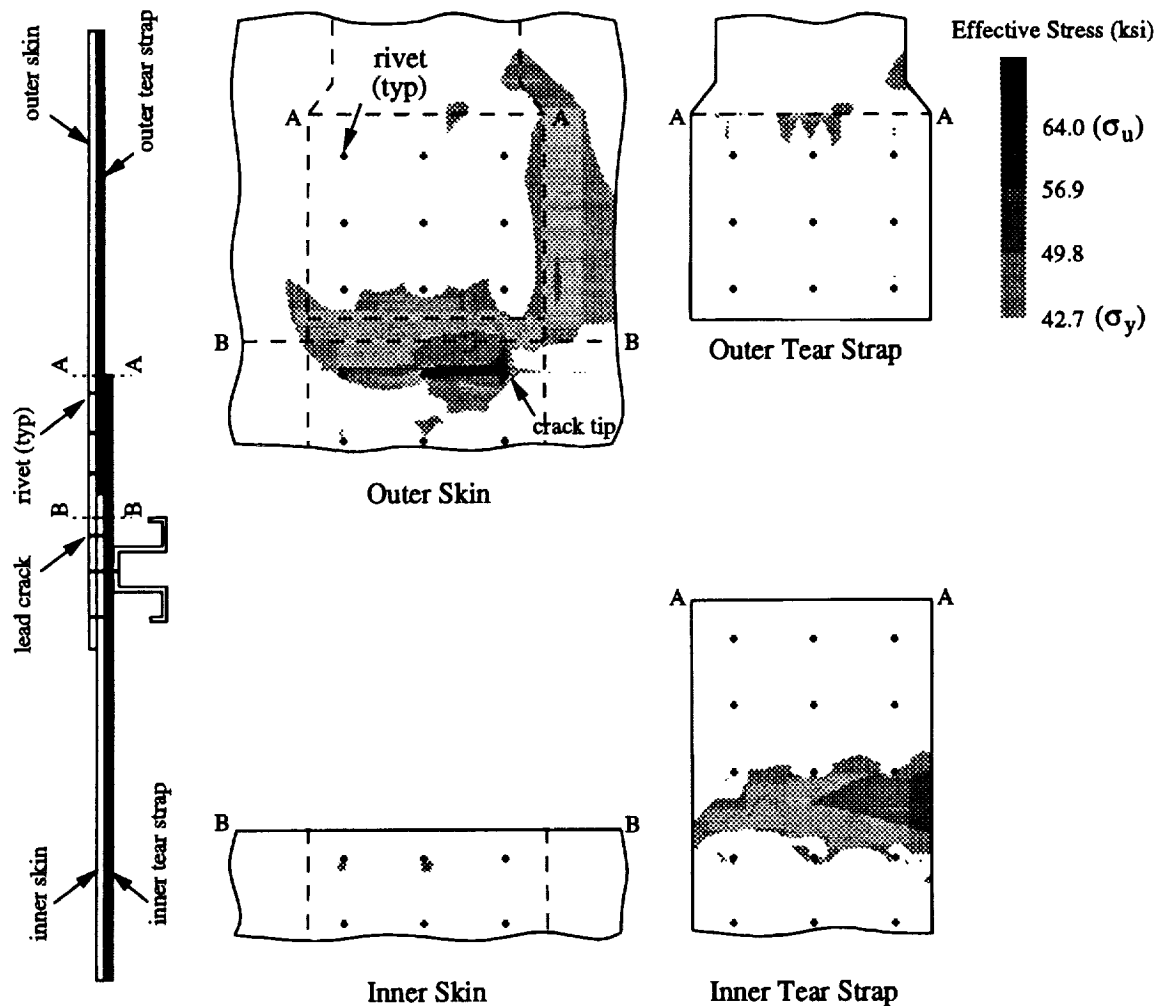 outer skin
outer tear strap
A
A
rivet (typ)
B
B
lead crack
inner skin
inner tear strap
rivet
(typ)
A
A
B
B
crack tip
Outer Skin
A
A
Outer Tear Strap
Effective Stress (ksi)
64.0 (σu)
56.9
49.8
42.7 (σy)
B
B
Inner Skin
A
A
Inner Tear Strap